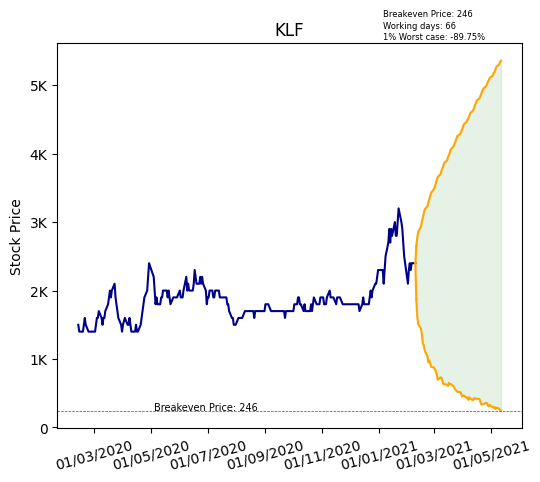 Breakeven Price: 246
Working days: 66
1% Worst case: -89.75%
KLF
Stock Price
5K
4K
3K
2K
1K
0
Breakeven Price: 246
01/03/2020
01/05/2020
01/07/2020
01/09/2020
01/11/2020
01/01/2021
01/03/2021
01/05/2021